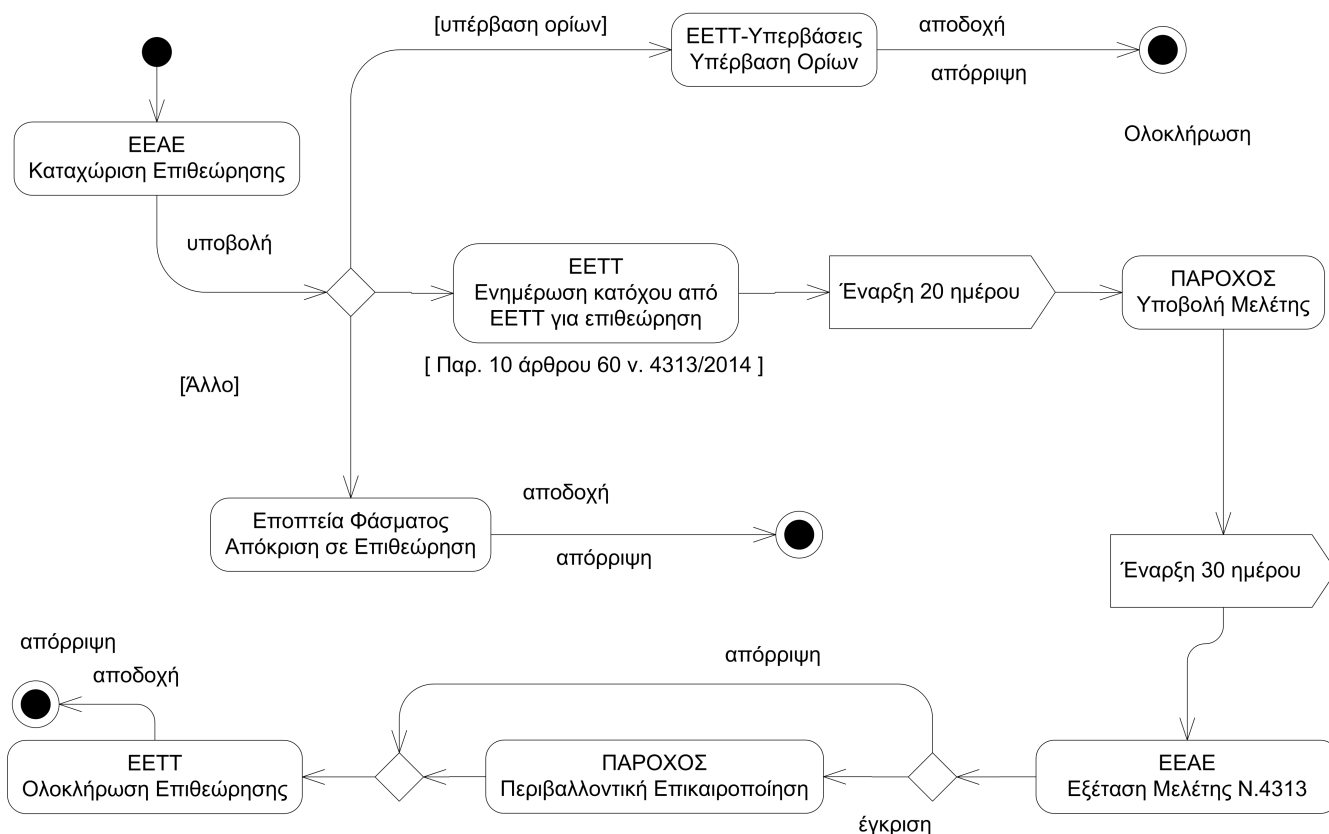 [υπέρβαση ορίων]
ΕΕΤΤ-Υπερβάσεις
Υπέρβαση Ορίων
αποδοχή
απόρριψη
Ολοκλήρωση
ΕΕΑΕ
Καταχώριση Επιθεώρησης
υποβολή
ΕΕΤΤ
Ενημέρωση κατόχου από
ΕΕΤΤ για επιθεώρηση
[ Παρ. 10 άρθρου 60 ν. 4313/2014 ]
Έναρξη 20 ημέρου
ΠΑΡΟΧΟΣ
Υποβολή Μελέτης
[Άλλο]
Εποπτεία Φάσματος
Απόκριση σε Επιθεώρηση
αποδοχή
απόρριψη
Έναρξη 30 ημέρου
απόρριψη
αποδοχή
ΕΕΤΤ
Ολοκλήρωση Επιθεώρησης
απόρριψη
ΠΑΡΟΧΟΣ
Περιβαλλοντική Επικαιροποίηση
έγκριση
ΕΕΑΕ
Εξέταση Μελέτης Ν.4313